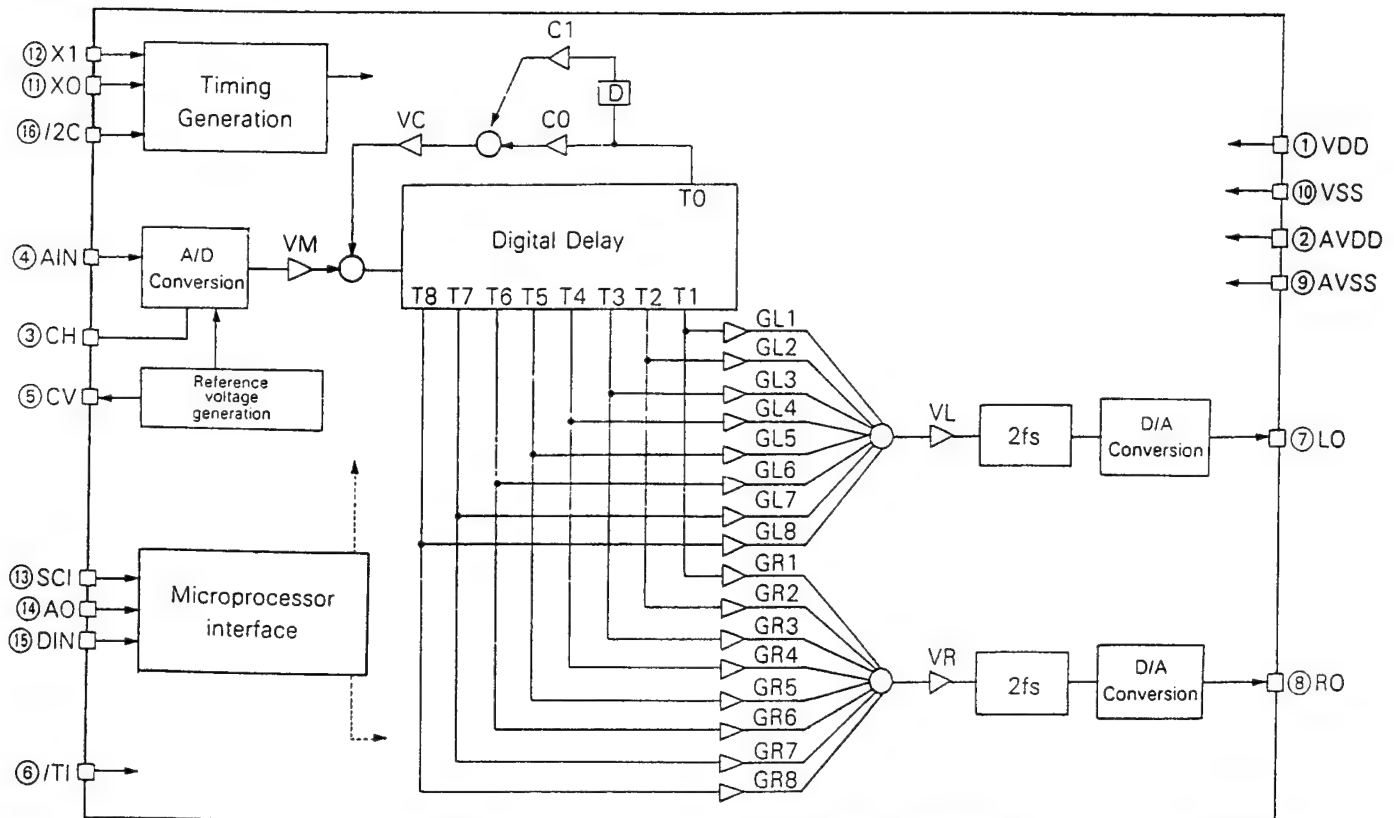 ⑫X1
⑪X0
⑯/2C
Timing
Generation
C1
D
VC
C0
T0
①VDD
⑩VSS
②AVDD
⑨AVSS
④AIN
A/D
Conversion
VM
Digital Delay
T8 T7 T6 T5 T4 T3 T2 T1
③CH
⑤CV
Reference
voltage
generation
GL1
GL2
GL3
GL4
GL5
GL6
GL7
GL8
VL
2fs
D/A
Conversion
⑦LO
⑬SCI
⑭A0
⑮DIN
Microprocessor
interface
GR1
GR2
GR3
GR4
GR5
GR6
GR7
GR8
VR
2fs
D/A
Conversion
⑧RO
⑥/TI